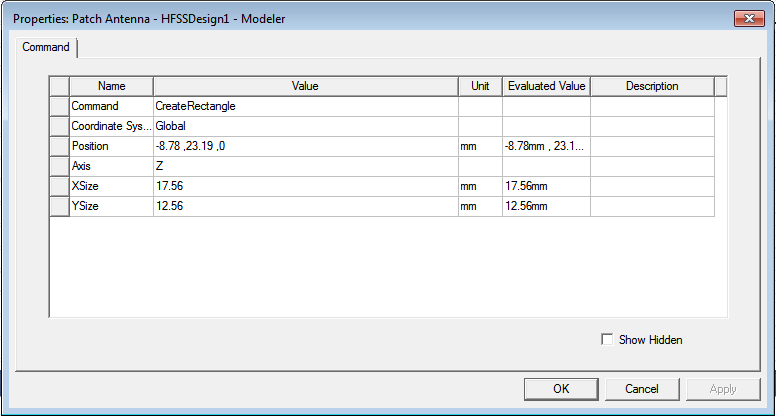 Properties: Patch Antenna - HFSSDesign1 - Modeler
Command
Name Value Unit Evaluated Value Description
Command CreateRectangle
Coordinate Sys... Global
Position -8.78 ,23.19 ,0 mm -8.78mm , 23.1...
Axis Z
XSize 17.56 mm 17.56mm
YSize 12.56 mm 12.56mm
Show Hidden
OK Cancel Apply